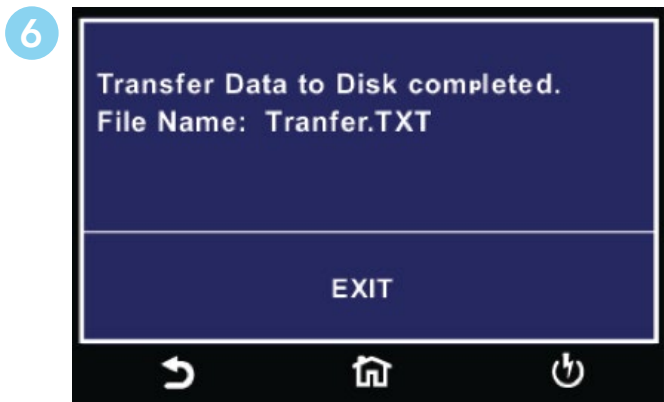 6
Transfer Data to Disk completed.
File Name: Tranfer.TXT
EXIT